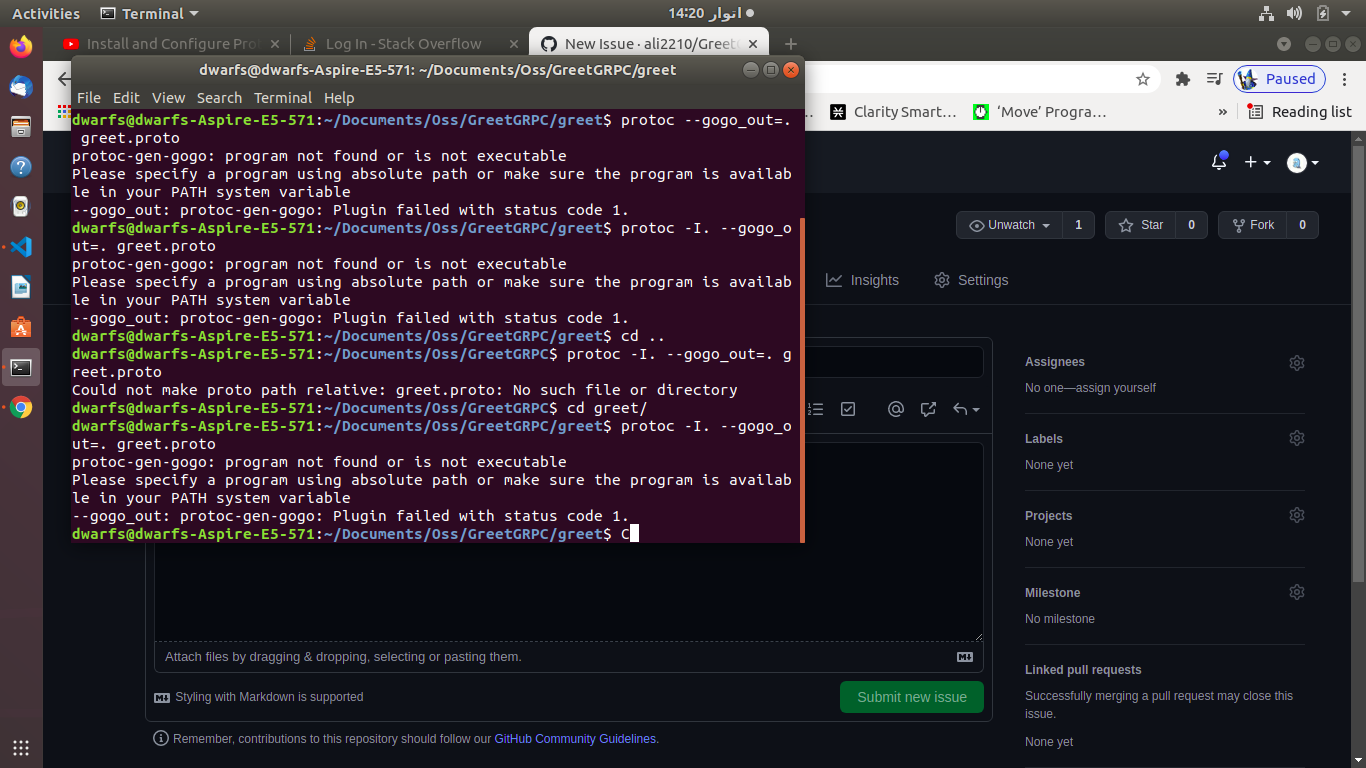 Activities
Terminal
14:20 اتوار
Install and Configure Pro
Log In - Stack Overflow
New Issue · ali2210/Greet
dwarfs@dwarfs-Aspire-E5-571: ~/Documents/Oss/GreetGRPC/greet
Paused
File Edit View Search Terminal Help
Clarity Smart…
‘Move’ Progra…
»
Reading list
dwarfs@dwarfs-Aspire-E5-571:~/Documents/Oss/GreetGRPC/greet$ protoc --gogo_out=.
greet.proto
protoc-gen-gogo: program not found or is not executable
Please specify a program using absolute path or make sure the program is availab
le in your PATH system variable
--gogo_out: protoc-gen-gogo: Plugin failed with status code 1.
dwarfs@dwarfs-Aspire-E5-571:~/Documents/Oss/GreetGRPC/greet$ protoc -I. --gogo_o
ut=. greet.proto
protoc-gen-gogo: program not found or is not executable
Please specify a program using absolute path or make sure the program is availab
le in your PATH system variable
--gogo_out: protoc-gen-gogo: Plugin failed with status code 1.
dwarfs@dwarfs-Aspire-E5-571:~/Documents/Oss/GreetGRPC/greet$ cd ..
dwarfs@dwarfs-Aspire-E5-571:~/Documents/Oss/GreetGRPC$ protoc -I. --gogo_out=. g
reet.proto
Could not make proto path relative: greet.proto: No such file or directory
dwarfs@dwarfs-Aspire-E5-571:~/Documents/Oss/GreetGRPC$ cd greet/
dwarfs@dwarfs-Aspire-E5-571:~/Documents/Oss/GreetGRPC/greet$ protoc -I. --gogo_o
ut=. greet.proto
protoc-gen-gogo: program not found or is not executable
Please specify a program using absolute path or make sure the program is availab
le in your PATH system variable
--gogo_out: protoc-gen-gogo: Plugin failed with status code 1.
dwarfs@dwarfs-Aspire-E5-571:~/Documents/Oss/GreetGRPC/greet$ C
Unwatch 1
Star 0
Fork 0
Insights
Settings
Assignees
No one—assign yourself
Labels
None yet
Projects
None yet
Milestone
No milestone
Linked pull requests
Successfully merging a pull request may close this
issue.
None yet
Attach files by dragging & dropping, selecting or pasting them.
Styling with Markdown is supported
Submit new issue
Remember, contributions to this repository should follow our GitHub Community Guidelines.